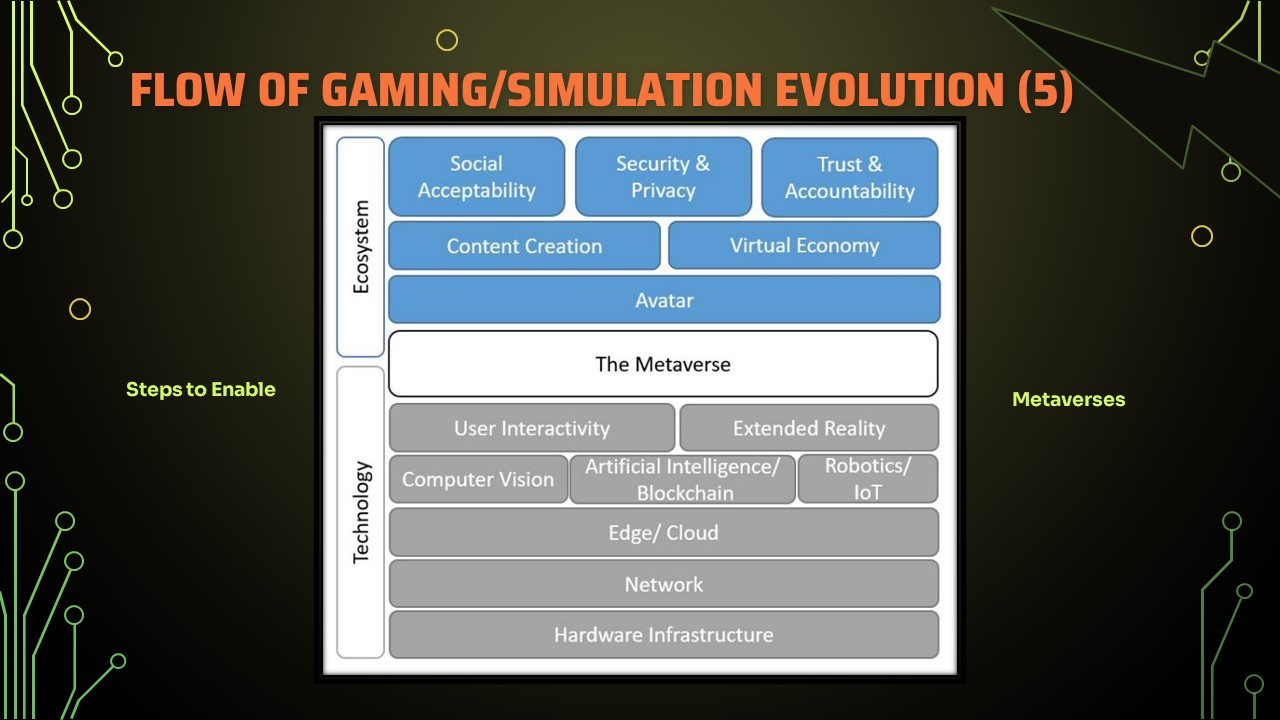 FLOW OF GAMING/SIMULATION EVOLUTION (5)
Ecosystem
Social
Acceptability
Security &
Privacy
Trust &
Accountability
Content Creation
Virtual Economy
Avatar
The Metaverse
Steps to Enable
Metaverses
Technology
User Interactivity
Extended Reality
Computer Vision
Artificial Intelligence/
Blockchain
Robotics/
IoT
Edge/ Cloud
Network
Hardware Infrastructure